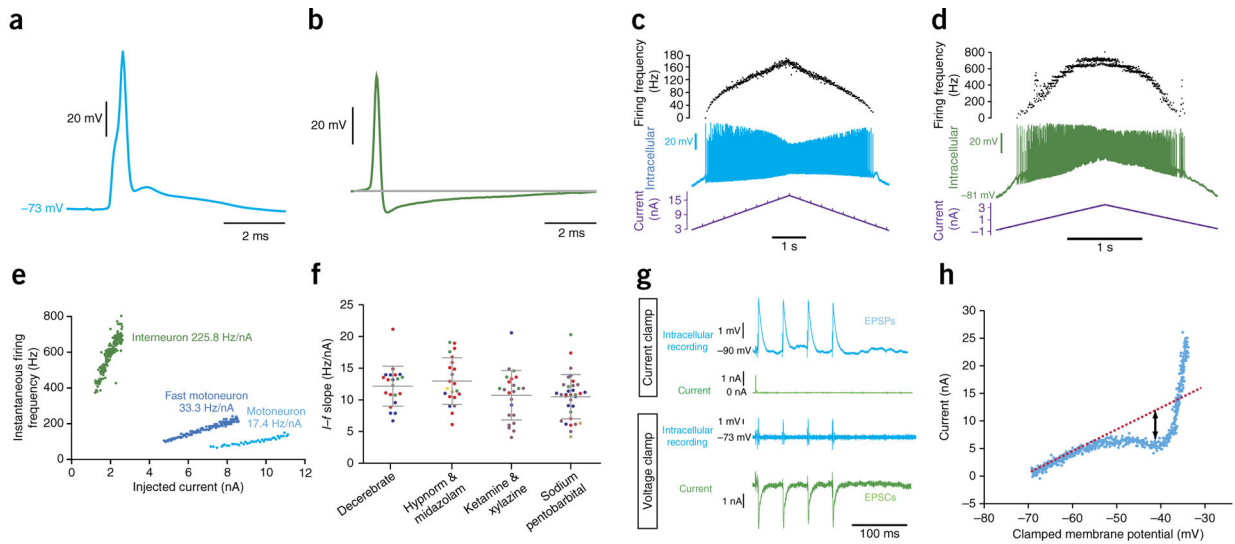 a
20 mV
–73 mV
2 ms
b
20 mV
2 ms
c
Firing frequency
(Hz)
180
160
120
80
40
0
Intracellular
20 mV
Current
(nA)
15
9
3
1 s
d
Firing frequency
(Hz)
800
600
400
200
0
Intracellular
20 mV
–81 mV
Current
(nA)
3
1
–1
1 s
e
Instantaneous firing
frequency (Hz)
800
600
400
200
0
Interneuron 225.8 Hz/nA
Fast motoneuron
33.3 Hz/nA
Motoneuron
17.4 Hz/nA
0 2 4 6 8 10 12
Injected current (nA)
f
I–f slope (Hz/nA)
25
20
15
10
5
0
Decerebrate
Hypnorm &
midazolam
Ketamine &
xylazine
Sodium
pentobarbital
g
Current clamp
Intracellular
recording
1 mV
–90 mV
EPSPs
Current
1 nA
0 nA
Voltage clamp
Intracellular
recording
1 mV
–73 mV
Current
1 nA
EPSCs
100 ms
h
Current (nA)
30
25
20
15
10
5
0
–5
–80 –70 –60 –50 –40 –30
Clamped membrane potential (mV)